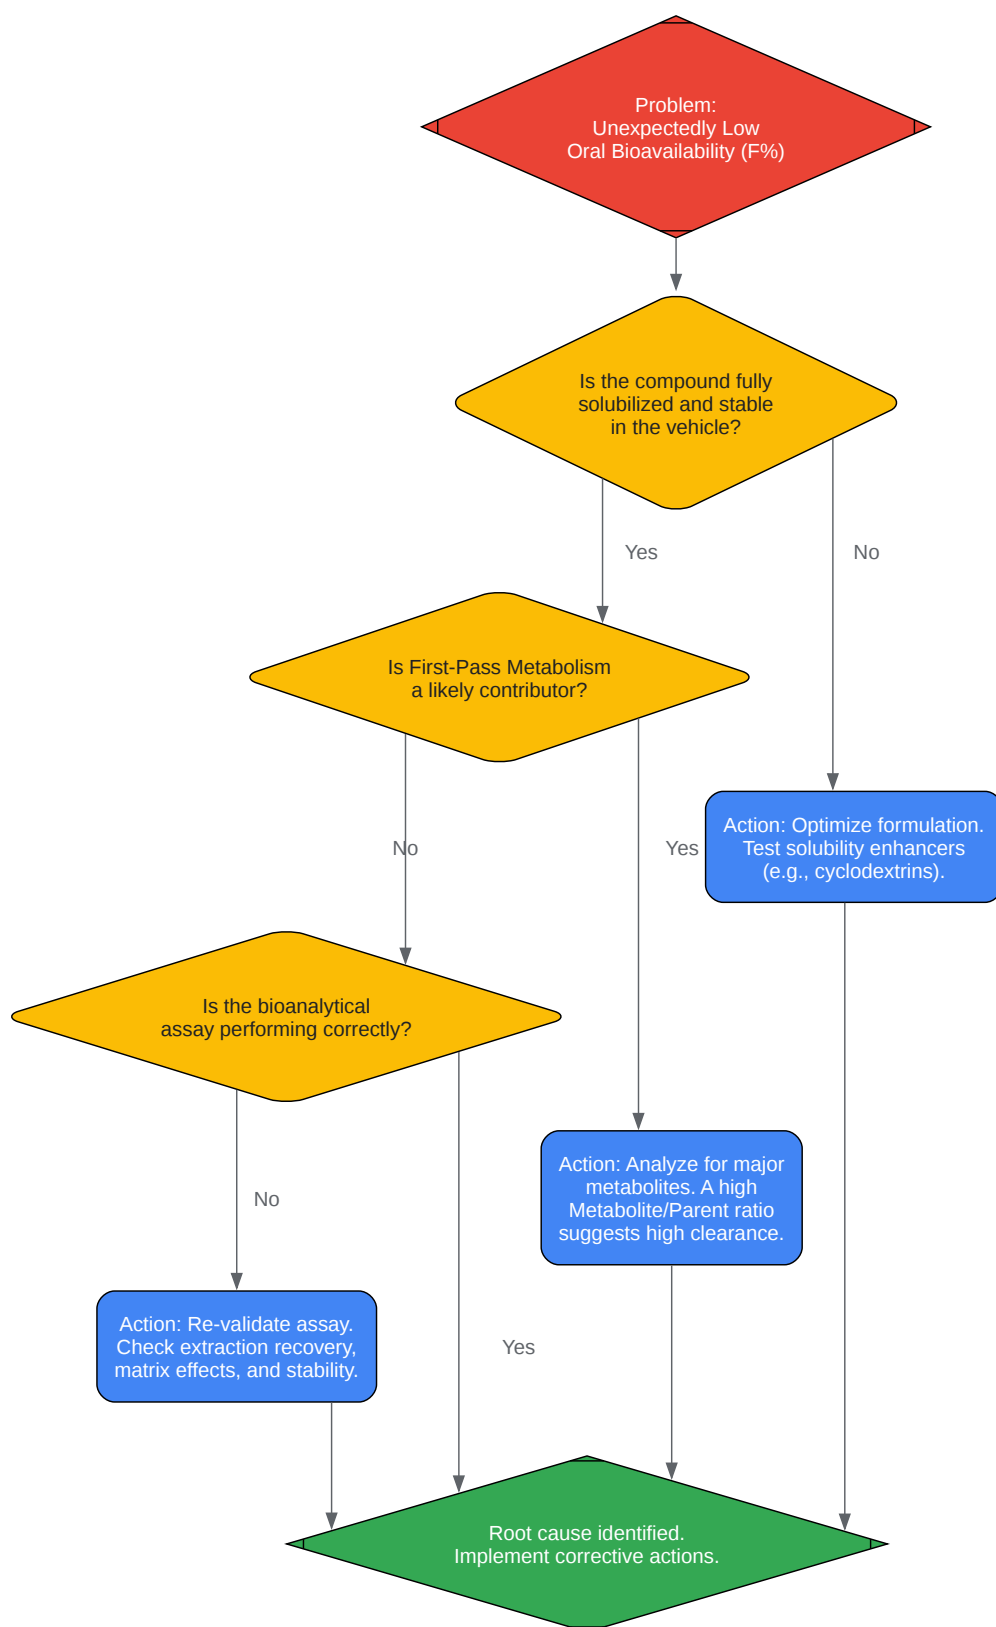 Problem:
Unexpectedly Low
Oral Bioavailability (F%)
Is the compound fully
solubilized and stable
in the vehicle?
Yes
No
Is First-Pass Metabolism
a likely contributor?
No
Yes
Action: Optimize formulation.
Test solubility enhancers
(e.g., cyclodextrins).
Is the bioanalytical
assay performing correctly?
Action: Analyze for major
metabolites. A high
Metabolite/Parent ratio
suggests high clearance.
No
Action: Re-validate assay.
Check extraction recovery,
matrix effects, and stability.
Yes
Root cause identified.
Implement corrective actions.